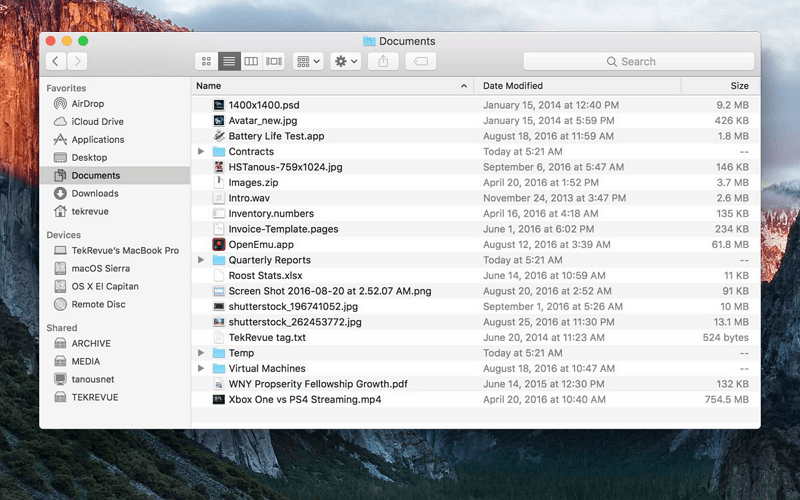 Documents
Search
Name Date Modified Size
Favorites
AirDrop
iCloud Drive
Applications
Desktop
Documents
Downloads
tekrevue
Devices
TekRevue's MacBook Pro
macOS Sierra
OS X El Capitan
Remote Disc
Shared
ARCHIVE
MEDIA
tanousnet
TEKREVUE
1400x1400.psd January 15, 2014 at 12:40 PM 9.2 MB
Avatar_new.jpg January 15, 2014 at 5:59 PM 426 KB
Battery Life Test.app August 18, 2016 at 11:59 AM 1.8 MB
Contracts Today at 5:21 AM --
HSTanous-759x1024.jpg September 6, 2016 at 5:47 AM 146 KB
Images.zip April 20, 2016 at 1:52 PM 3.7 MB
Intro.wav November 24, 2013 at 3:47 PM 2.6 MB
Inventory.numbers April 16, 2016 at 4:18 AM 135 KB
Invoice-Template.pages June 1, 2016 at 6:02 PM 234 KB
OpenEmu.app August 12, 2016 at 3:39 AM 61.8 MB
Quarterly Reports Today at 5:21 AM --
Roost Stats.xlsx June 14, 2016 at 10:59 AM 11 KB
Screen Shot 2016-08-20 at 2.52.07 AM.png August 20, 2016 at 2:52 AM 91 KB
shutterstock_196741052.jpg September 1, 2016 at 5:26 AM 10 MB
shutterstock_262453772.jpg August 25, 2016 at 11:30 PM 13.1 MB
TekRevue tag.txt June 20, 2014 at 11:23 AM 524 bytes
Temp Today at 5:21 AM --
Virtual Machines August 18, 2016 at 10:47 AM --
WNY Propserity Fellowship Growth.pdf June 14, 2015 at 12:30 PM 132 KB
Xbox One vs PS4 Streaming.mp4 April 20, 2016 at 10:40 AM 754.5 MB